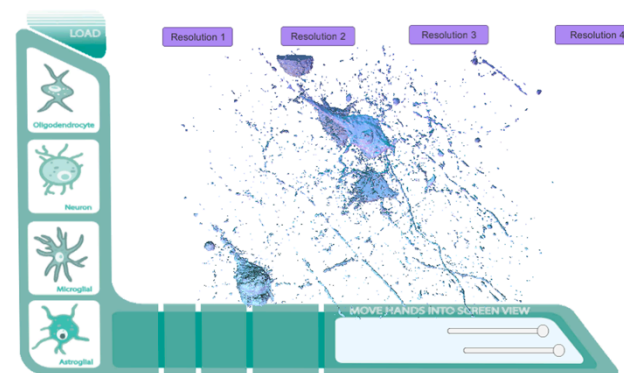 LOAD
Resolution 1
Resolution 2
Resolution 3
Resolution 4
Oligodendrocyte
Neuron
Microglial
Astroglial
MOVE HANDS INTO SCREEN VIEW